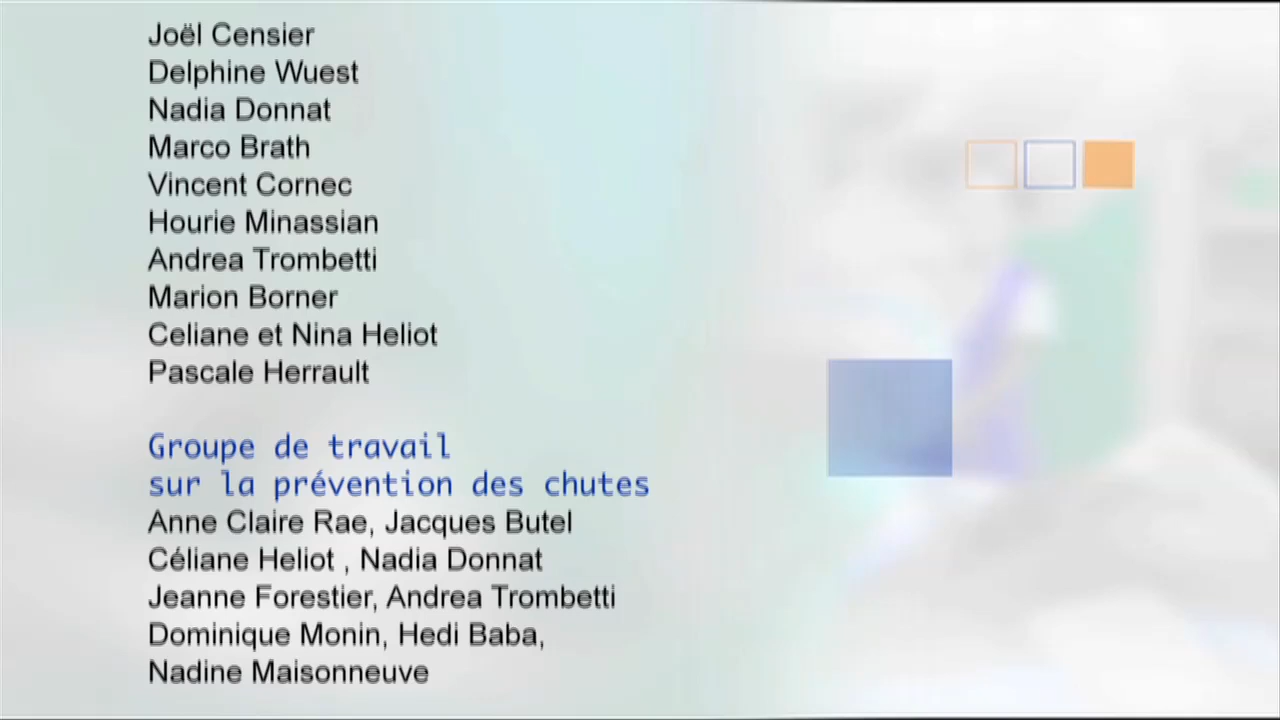 Joël Censier
Delphine Wuest
Nadia Donnat
Marco Brath
Vincent Cornec
Hourie Minassian
Andrea Trombetti
Marion Borner
Celiane et Nina Heliot
Pascale Herrault
Groupe de travail
sur la prévention des chutes
Anne Claire Rae, Jacques Butel
Céliane Heliot , Nadia Donnat
Jeanne Forestier, Andrea Trombetti
Dominique Monin, Hedi Baba,
Nadine Maisonneuve